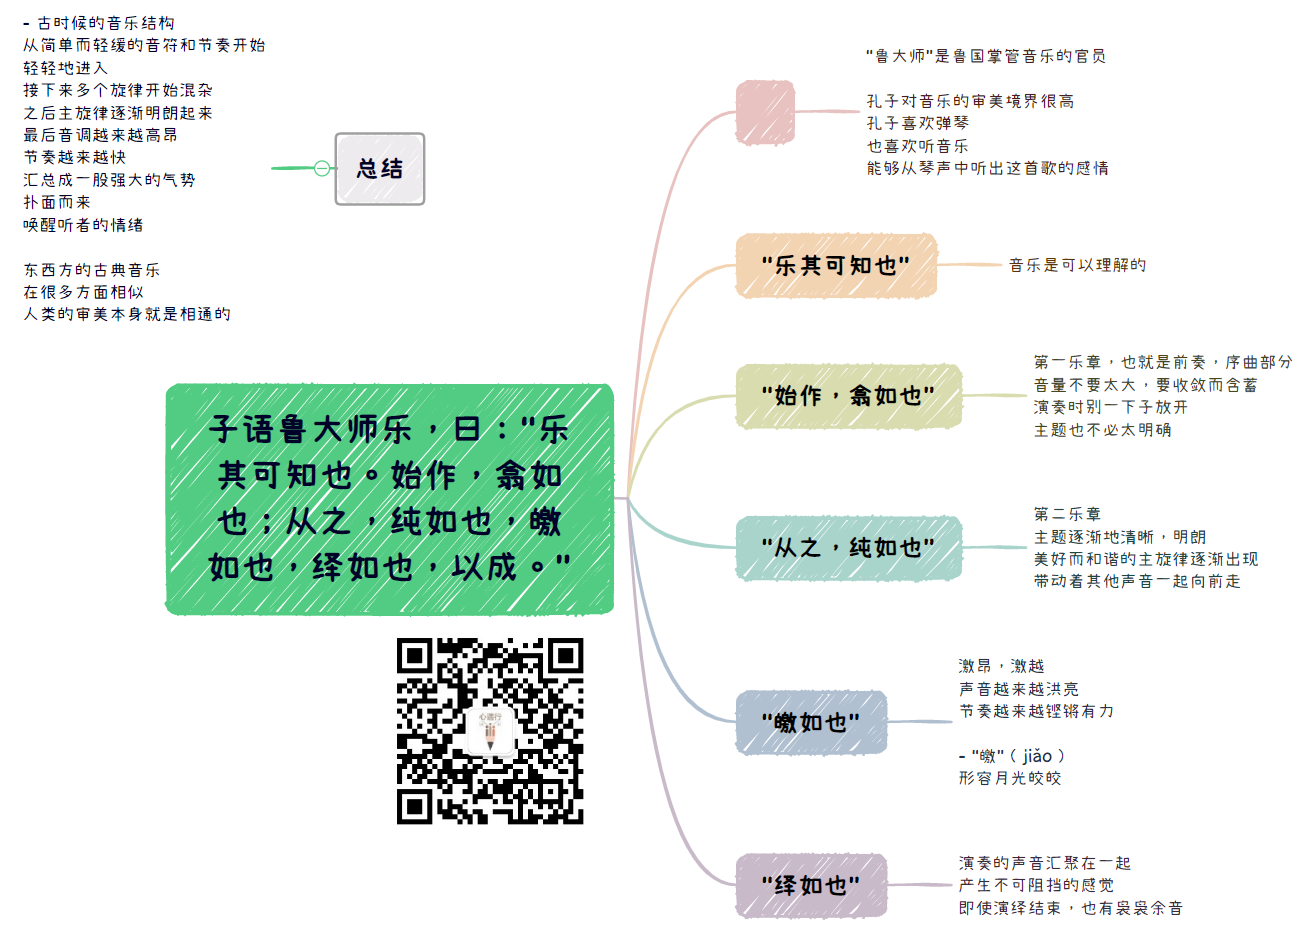 - 古时候的音乐结构
从简单而轻缓的音符和节奏开始
轻轻地进入
接下来多个旋律开始混杂
之后主旋律逐渐明朗起来
最后音调越来越高昂
节奏越来越快
汇总成一股强大的气势
扑面而来
唤醒听者的情绪
东西方的古典音乐
在很多方面相似
人类的审美本身就是相通的
总结
子语鲁大师乐，曰："乐
其可知也。始作，翕如
也；从之，纯如也，皦
如也，绎如也，以成。"
心遇行
"鲁大师"是鲁国掌管音乐的官员
孔子对音乐的审美境界很高
孔子喜欢弹琴
也喜欢听音乐
能够从琴声中听出这首歌的感情
"乐其可知也"
音乐是可以理解的
"始作，翕如也"
第一乐章，也就是前奏，序曲部分
音量不要太大，要收敛而含蓄
演奏时别一下子放开
主题也不必太明确
"从之，纯如也"
第二乐章
主题逐渐地清晰，明朗
美好而和谐的主旋律逐渐出现
带动着其他声音一起向前走
"皦如也"
激昂，激越
声音越来越洪亮
节奏越来越铿锵有力
- "皦"（ jiǎo ）
形容月光皎皎
"绎如也"
演奏的声音汇聚在一起
产生不可阻挡的感觉
即使演绎结束，也有袅袅余音